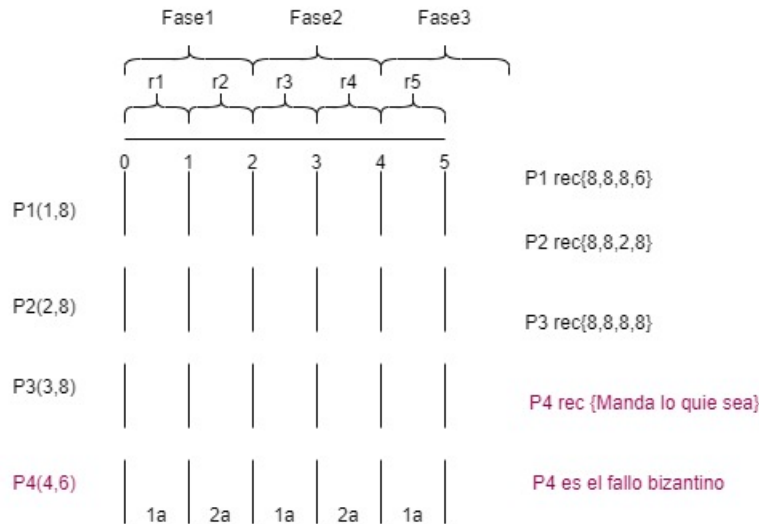 Fase1 Fase2 Fase3
r1 r2 r3 r4 r5
0 1 2 3 4 5
P1 rec{8,8,8,6}
P1(1,8)
P2 rec{8,8,2,8}
P2(2,8)
P3 rec{8,8,8,8}
P3(3,8)
P4 rec {Manda lo quie sea}
P4(4,6)
P4 es el fallo bizantino
1a 2a 1a 2a 1a